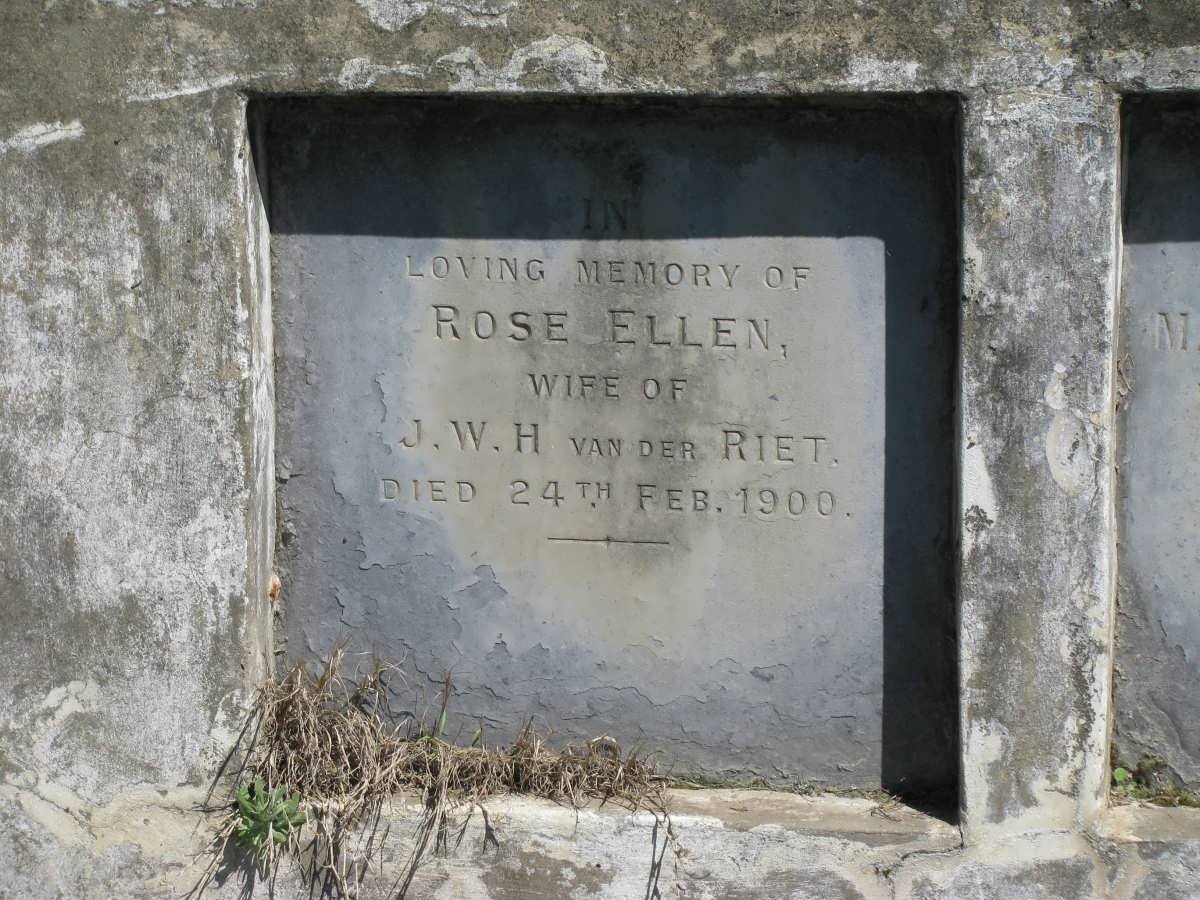 IN
LOVING MEMORY OF
ROSE ELLEN,
WIFE OF
J. W. H VAN DER RIET.
DIED 24TH FEB. 1900.